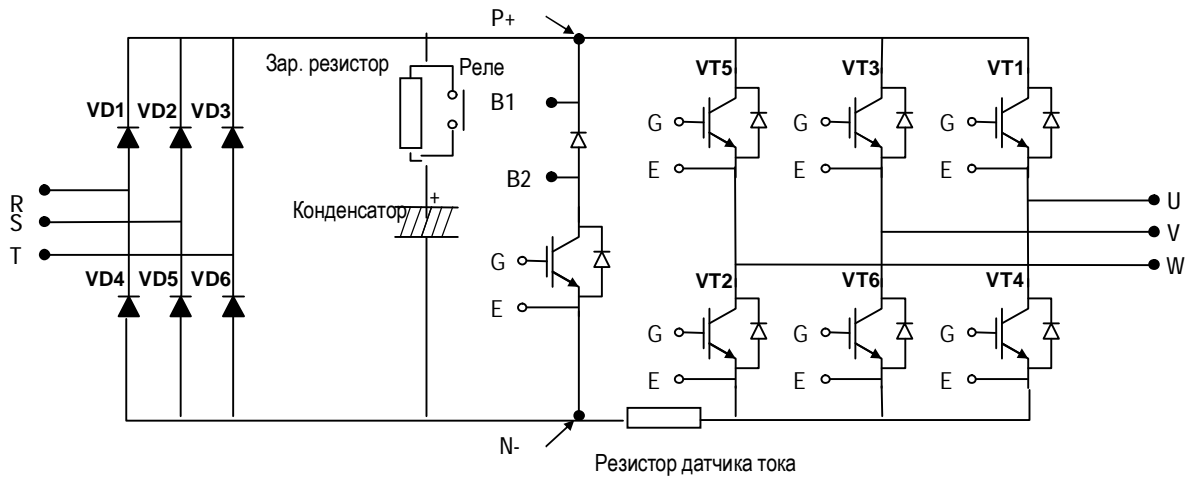 P+
Зар. резистор
Реле
VT5
VT3
VT1
VD1
VD2
VD3
B1
G
G
G
E
E
E
B2
R
S
T
Конденсатор
+
U
V
W
G
E
VD4
VD5
VD6
VT2
VT6
VT4
G
G
G
E
E
E
N-
Резистор датчика тока